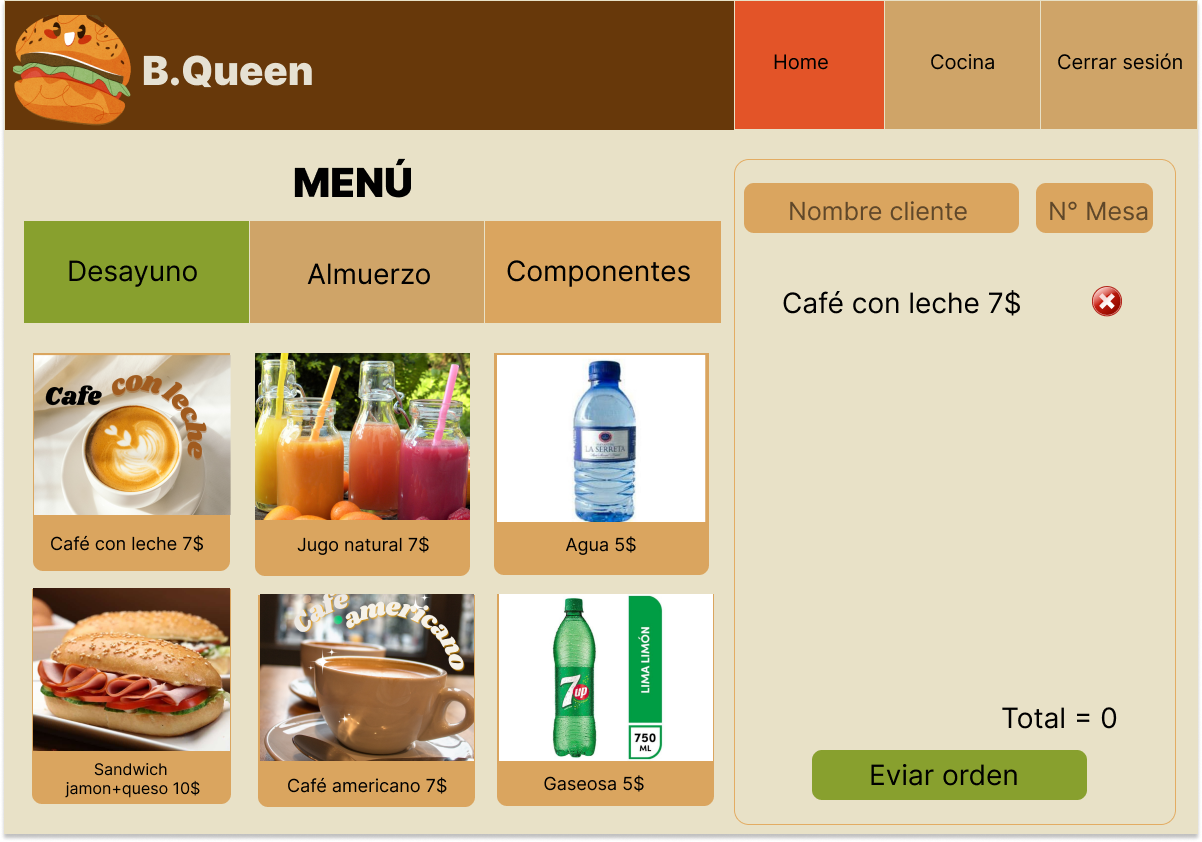 B.Queen
Home
Cocina
Cerrar sesión
MENÚ
Desayuno
Almuerzo
Componentes
Nombre cliente
N° Mesa
Café con leche 7$
Cafe con leche
Café con leche 7$
Jugo natural 7$
LA SERRETA
Agua 5$
Sandwich
jamon+queso 10$
Cafe americano
Café americano 7$
7up
LIMA LIMÓN
750
ML
Gaseosa 5$
Total = 0
Eviar orden